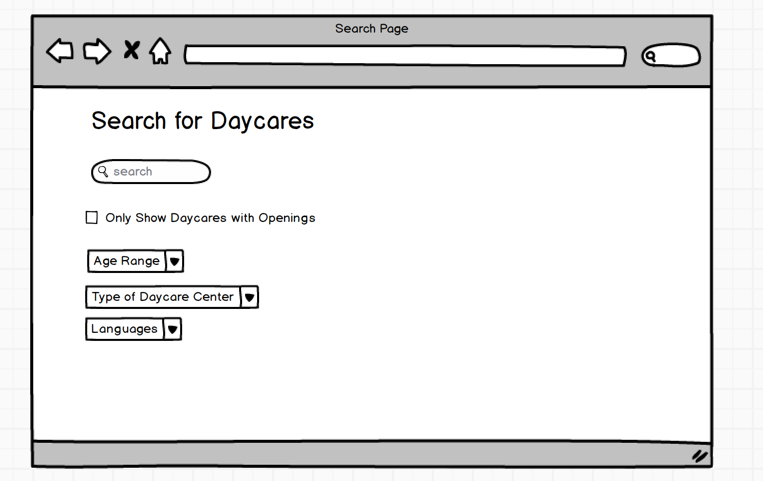 Search Page
Search for Daycares
search
Only Show Daycares with Openings
Age Range
Type of Daycare Center
Languages